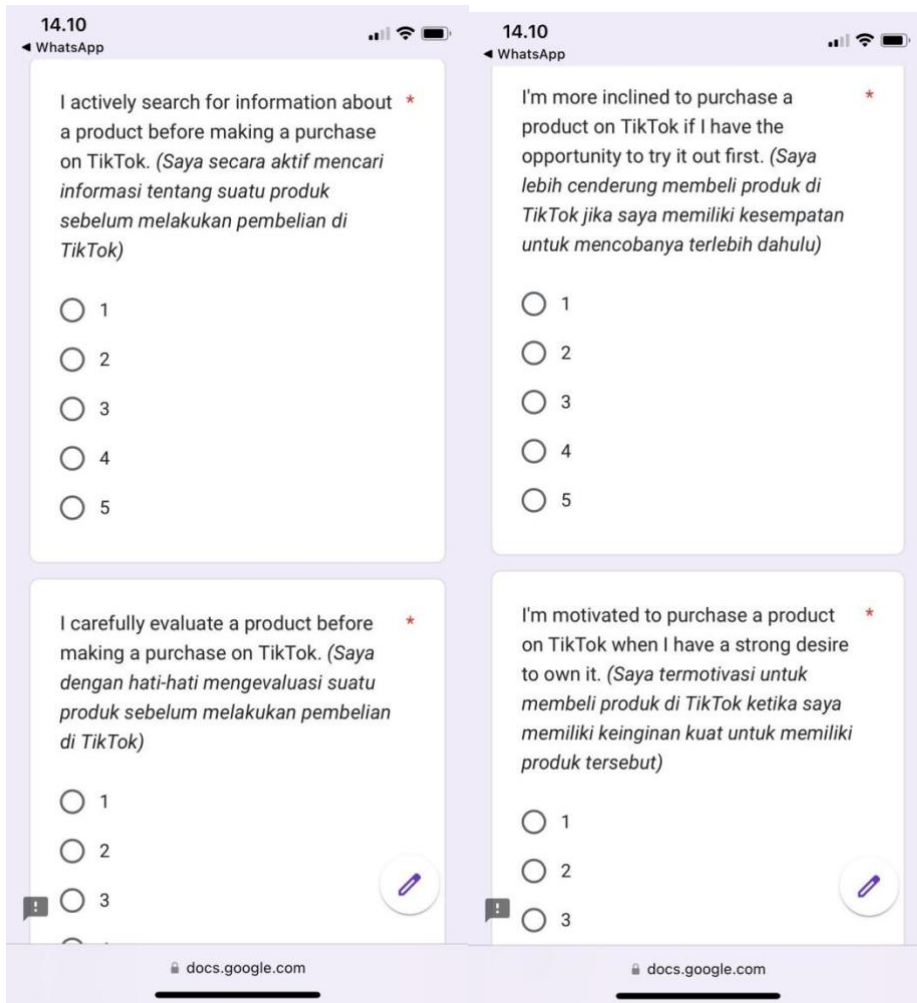 14.10
◀ WhatsApp
I actively search for information about *
a product before making a purchase
on TikTok. (Saya secara aktif mencari
informasi tentang suatu produk
sebelum melakukan pembelian di
TikTok)
1
2
3
4
5
I carefully evaluate a product before *
making a purchase on TikTok. (Saya
dengan hati-hati mengevaluasi suatu
produk sebelum melakukan pembelian
di TikTok)
1
2
3
docs.google.com
14.10
◀ WhatsApp
I'm more inclined to purchase a *
product on TikTok if I have the
opportunity to try it out first. (Saya
lebih cenderung membeli produk di
TikTok jika saya memiliki kesempatan
untuk mencobanya terlebih dahulu)
1
2
3
4
5
I'm motivated to purchase a product *
on TikTok when I have a strong desire
to own it. (Saya termotivasi untuk
membeli produk di TikTok ketika saya
memiliki keinginan kuat untuk memiliki
produk tersebut)
1
2
3
docs.google.com